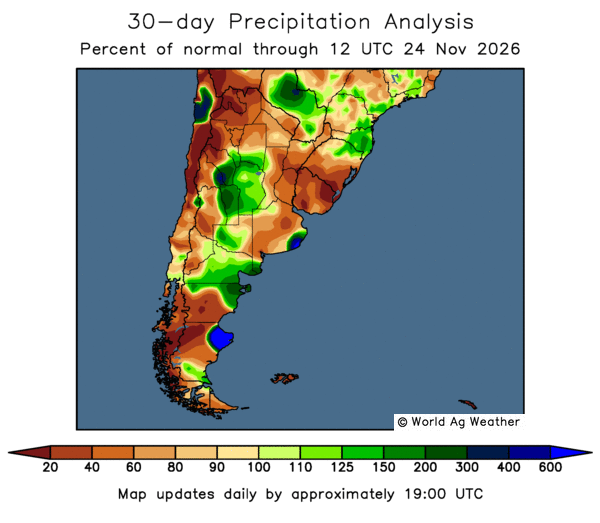 30-day Precipitation Analysis
Percent of normal through 12 UTC 24 Nov 2026
© World Ag Weather
20 40 60 80 90 100 110 125 150 200 300 400 600
Map updates daily by approximately 19:00 UTC